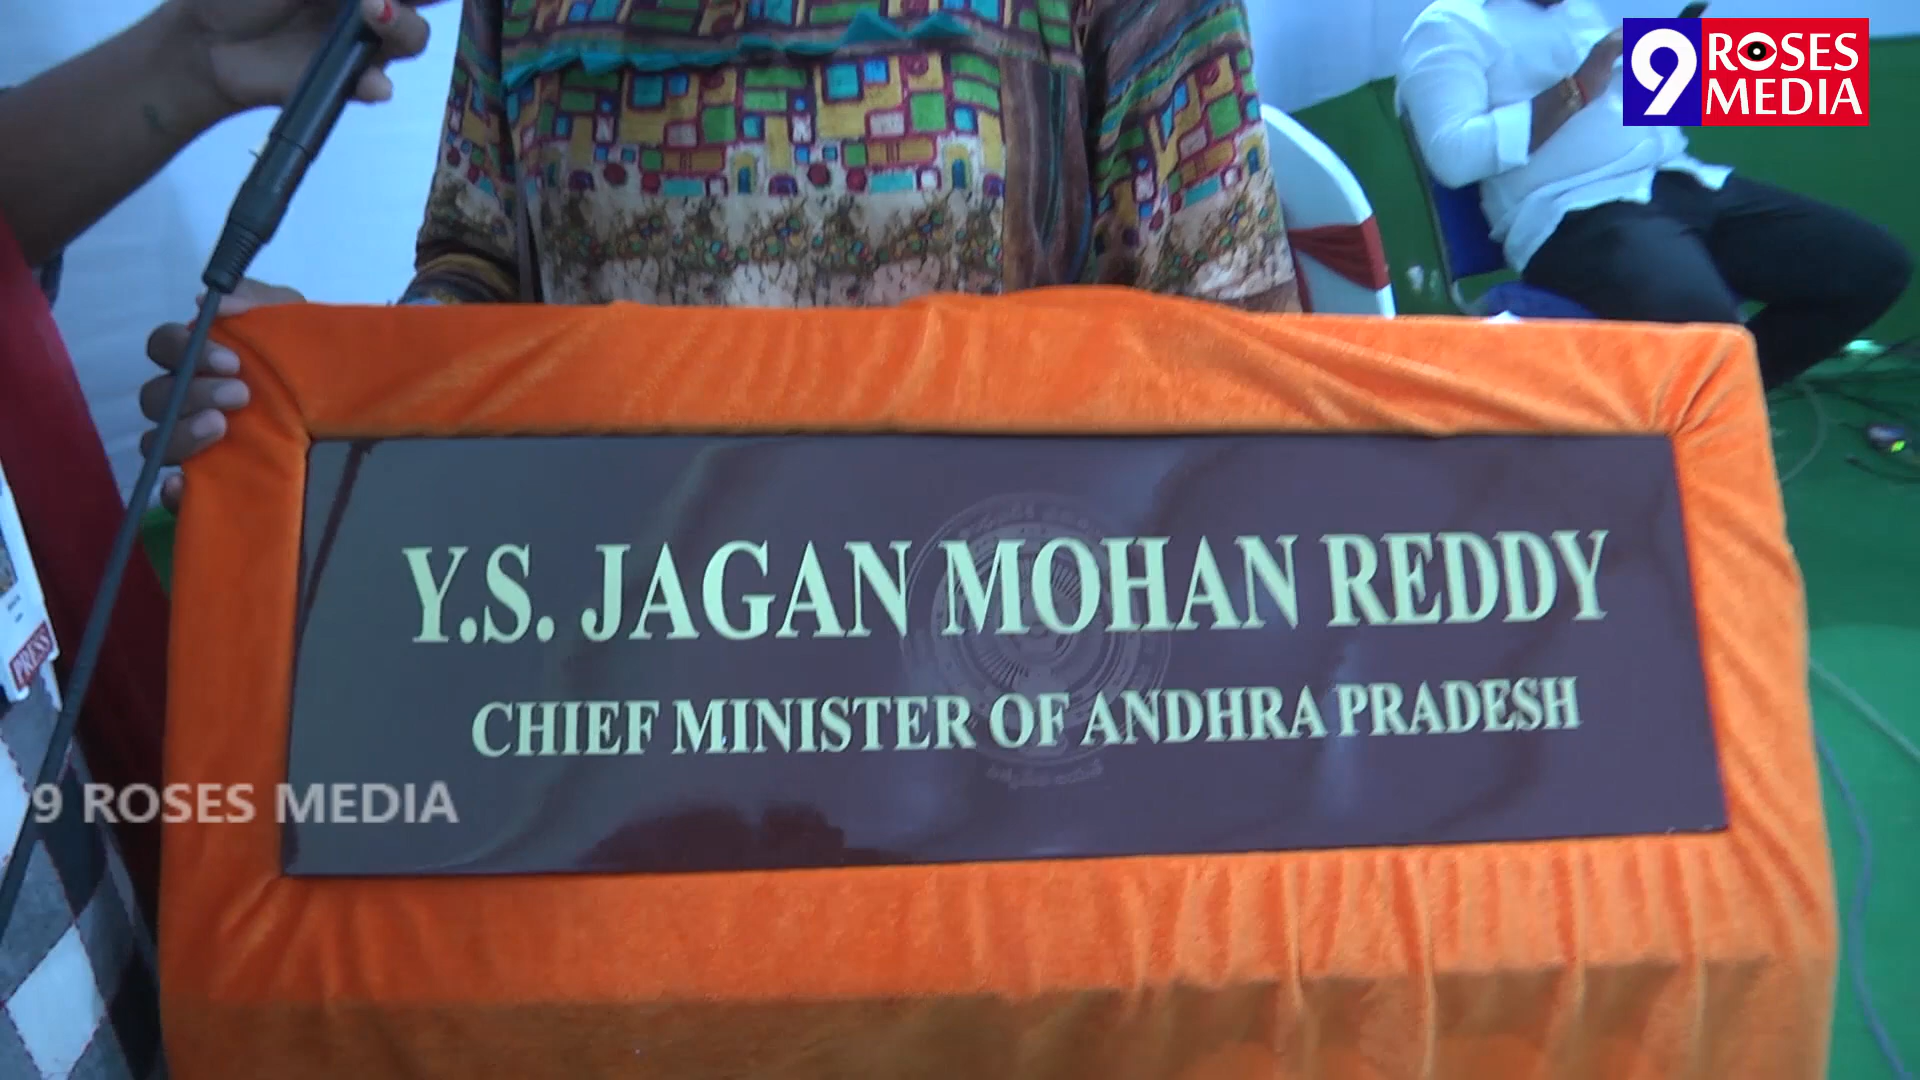 9 ROSES
MEDIA
Y.S. JAGAN MOHAN REDDY
CHIEF MINISTER OF ANDHRA PRADESH
9 ROSES MEDIA
PRESS